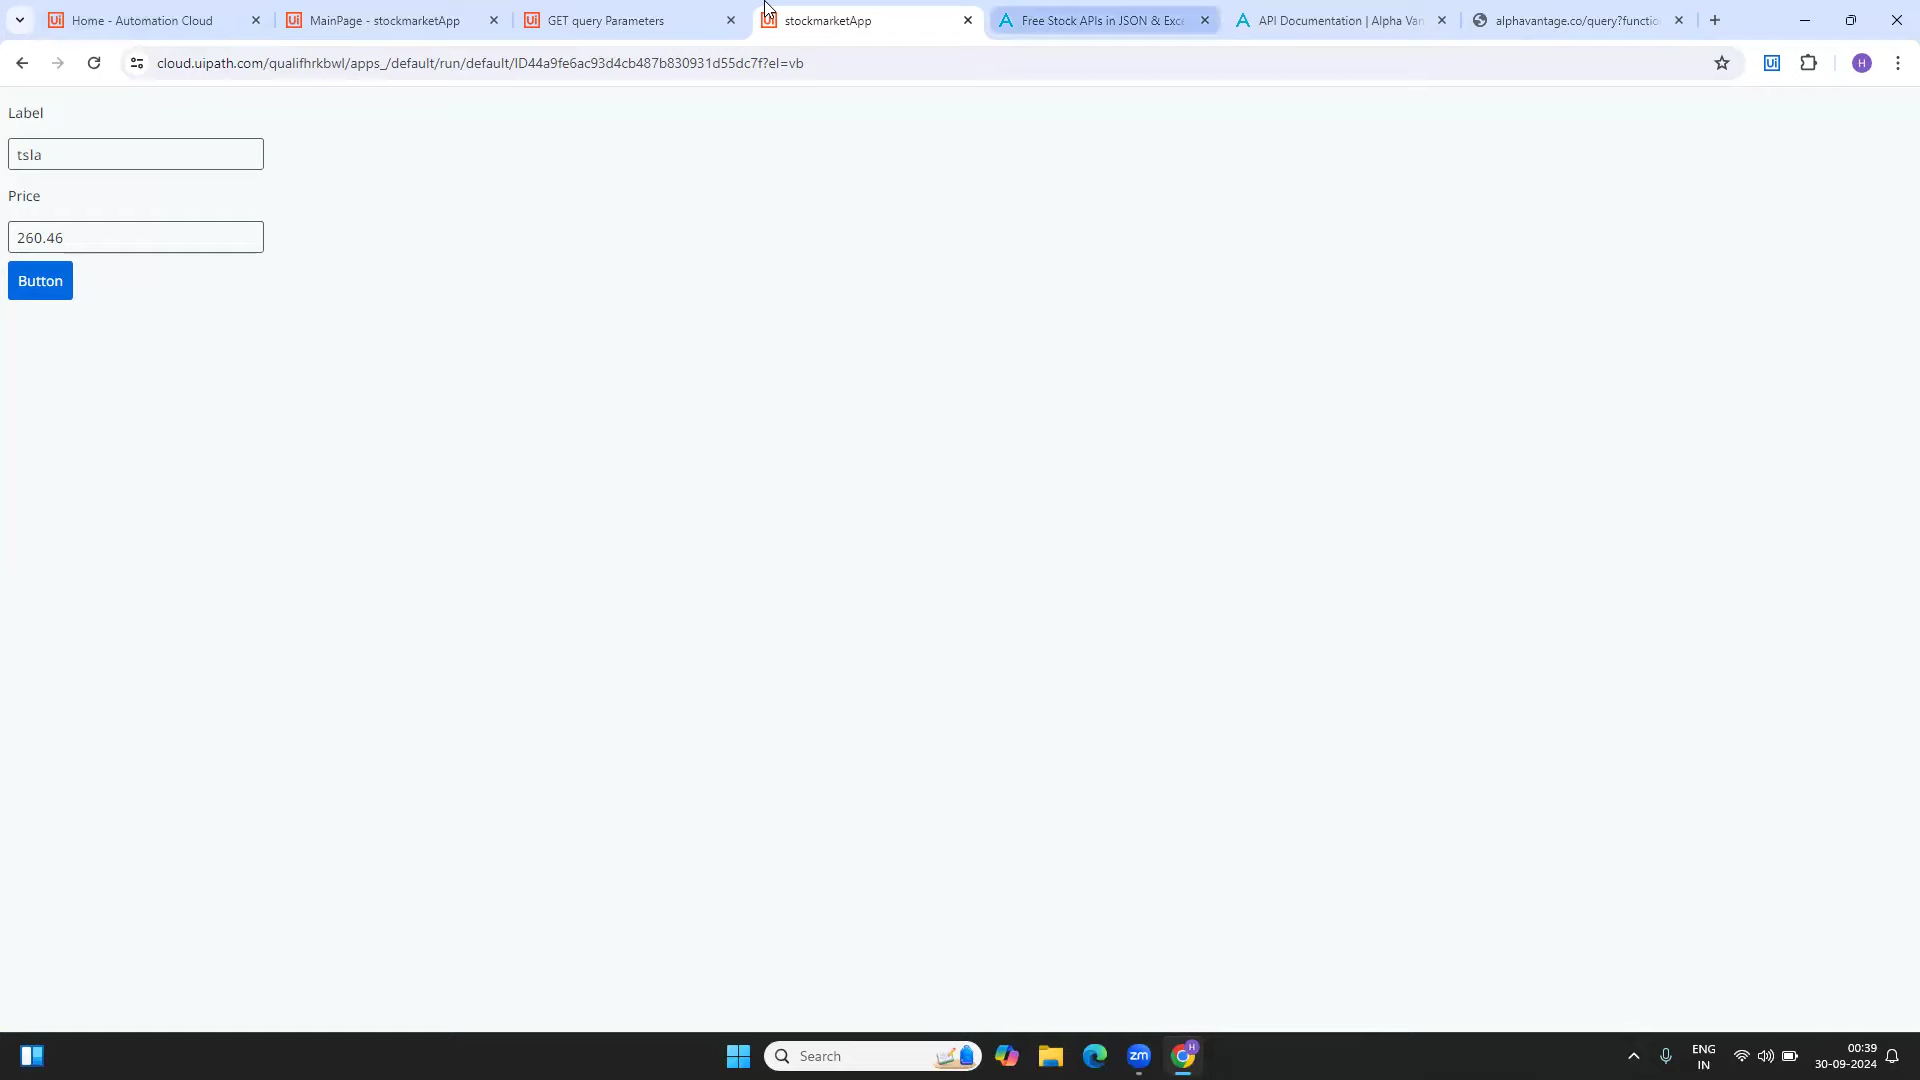 Home - Automation Cloud
MainPage - stockmarketApp
GET query Parameters
stockmarketApp
Free Stock APIs in JSON & Exce
API Documentation | Alpha Van
alphavantage.co/query?functio
cloud.uipath.com/qualifhrkbwl/apps_/default/run/default/ID44a9fe6ac93d4cb487b830931d55dc7f?el=vb
H
Label
tsla
Price
260.46
Button
Search
zm
H
ENG
IN
00:39
30-09-2024